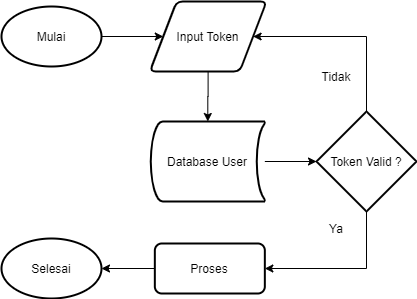 Mulai
Input Token
Tidak
Database User
Token Valid ?
Ya
Selesai
Proses